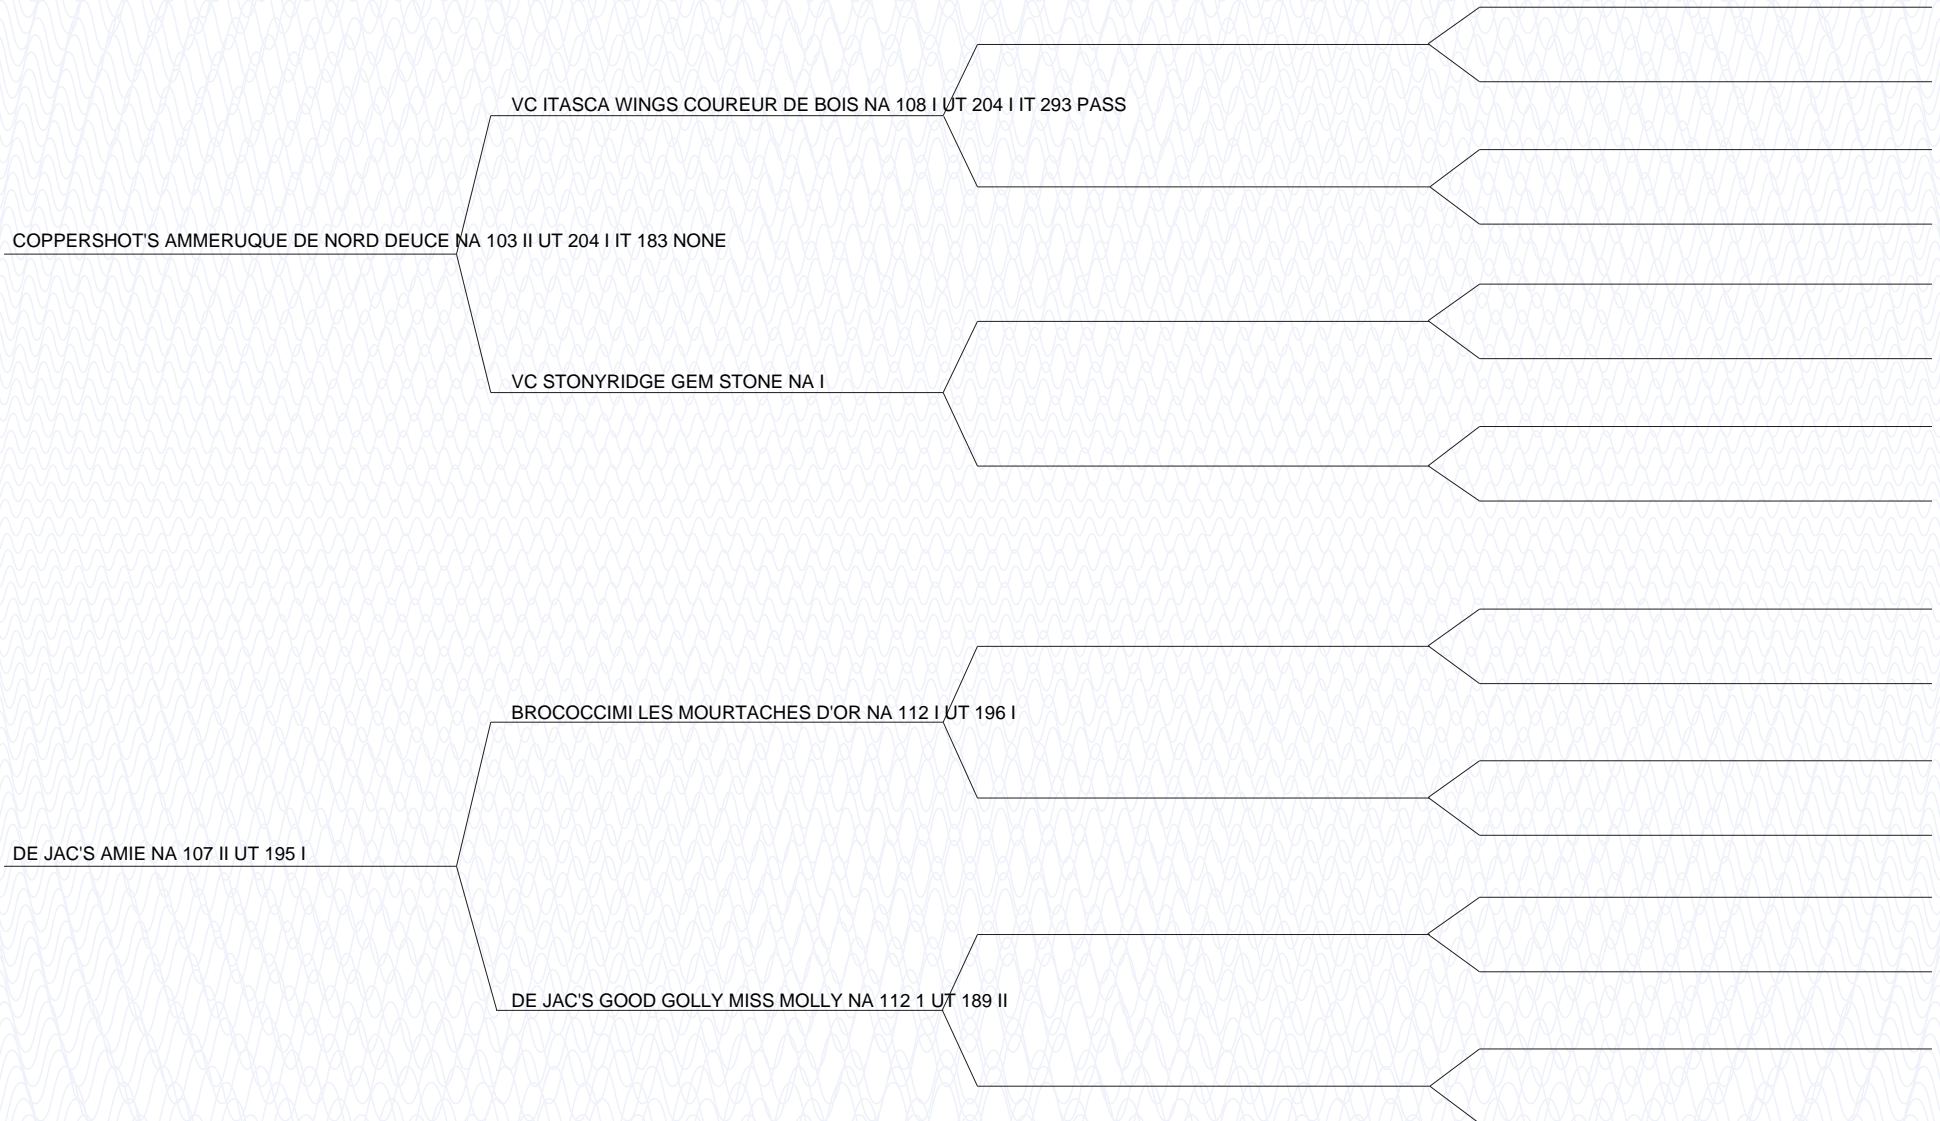 VC ITASCA WINGS COUREUR DE BOIS NA 108 I UT 204 I IT 293 PASS
COPPERSHOT'S AMMERUQUE DE NORD DEUCE NA 103 II UT 204 I IT 183 NONE
VC STONYRIDGE GEM STONE NA I
BROCOCCIMI LES MOURTACHES D'OR NA 112 I UT 196 I
DE JAC'S AMIE NA 107 II UT 195 I
DE JAC'S GOOD GOLLY MISS MOLLY NA 112 1 UT 189 II